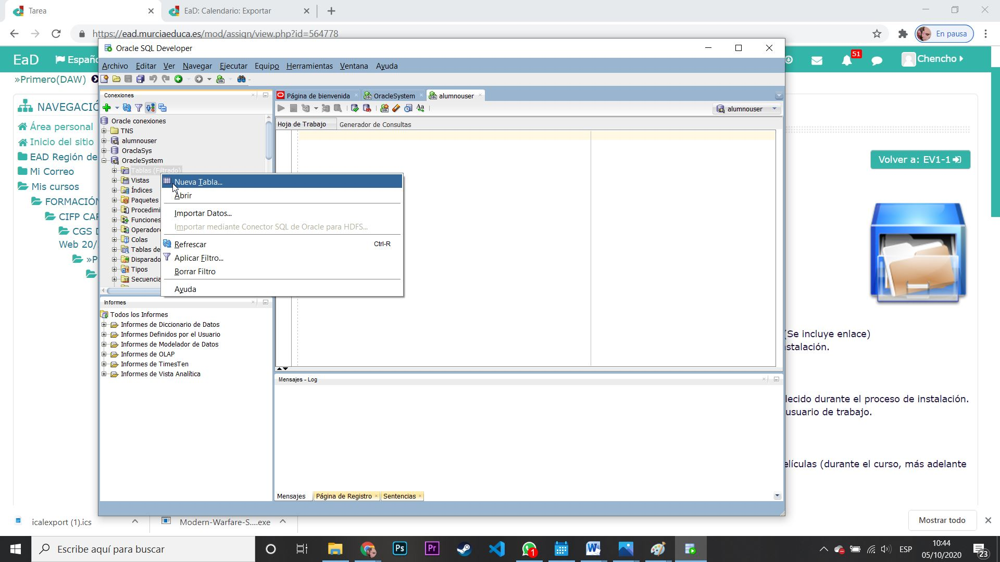 Tarea
EaD: Calendario: Exportar
https://ead.murciaeduca.es/mod/assign/view.php?id=564778
En pausa
EaD
Españo
51
Chencho
»Primero(DAW)
NAVEGACIÓ
Área personal
Inicio del sitio
EAD Región de
Mi Correo
Mis cursos
FORMACIÓN
CIFP CAR
CGS D
Web 20/
»P
Oracle SQL Developer
Archivo Editar Ver Navegar Ejecutar Equipo Herramientas Ventana Ayuda
Conexiones
Oracle conexiones
TNS
alumnouser
OraclaSys
OracleSystem
Tablas (Filtrado)
Vistas
Índices
Paquetes
Procedimi
Funciones
Operadore
Colas
Tablas de
Disparado
Tipos
Secuencia
Nueva Tabla...
Abrir
Importar Datos...
Importar mediante Conector SQL de Oracle para HDFS...
Refrescar Ctrl-R
Aplicar Filtro...
Borrar Filtro
Ayuda
Informes
Todos los Informes
Informes de Diccionario de Datos
Informes Definidos por el Usuario
Informes de Modelador de Datos
Informes de OLAP
Informes de TimesTen
Informes de Vista Analítica
Página de bienvenida
OracleSystem
alumnouser
alumnouser
Hoja de Trabajo
Generador de Consultas
Mensajes - Log
Mensajes
Página de Registro
Sentencias
Volver a: EV1-1
(Se incluye enlace)
nstalación.
lecido durante el proceso de instalación.
usuario de trabajo.
elículas (durante el curso, más adelante
icalexport (1).ics
Modern-Warfare-S....exe
Mostrar todo
Escribe aquí para buscar
Ps
Pr
1
ESP
10:44
05/10/2020
23